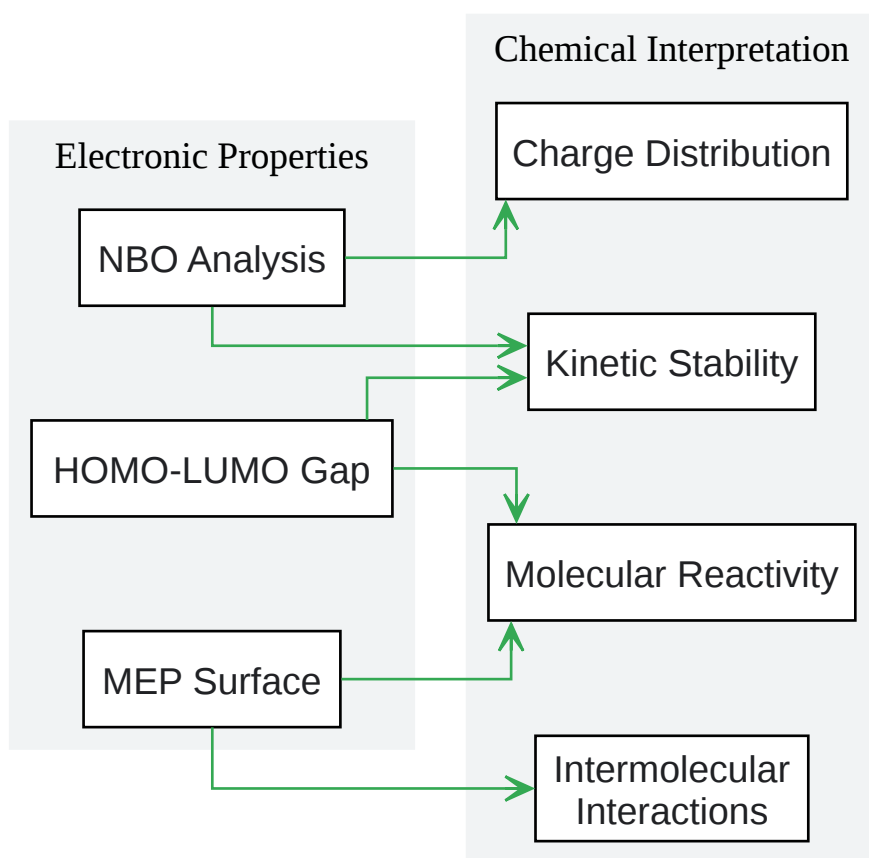 Electronic Properties
NBO Analysis
HOMO-LUMO Gap
MEP Surface
Chemical Interpretation
Charge Distribution
Kinetic Stability
Molecular Reactivity
Intermolecular
Interactions